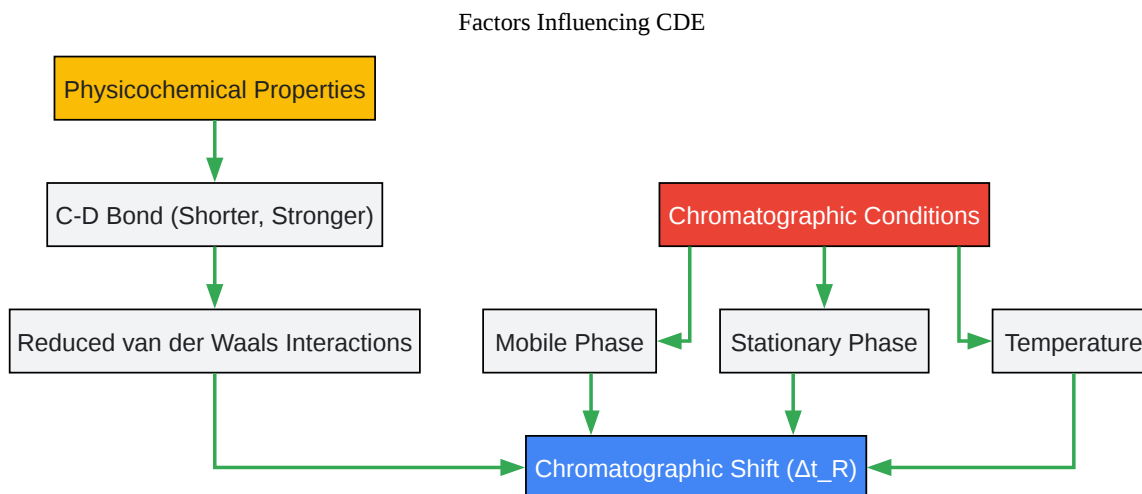 Factors Influencing CDE
Physicochemical Properties
C-D Bond (Shorter, Stronger)
Chromatographic Conditions
Reduced van der Waals Interactions
Mobile Phase
Stationary Phase
Temperature
Chromatographic Shift (Δt_R)